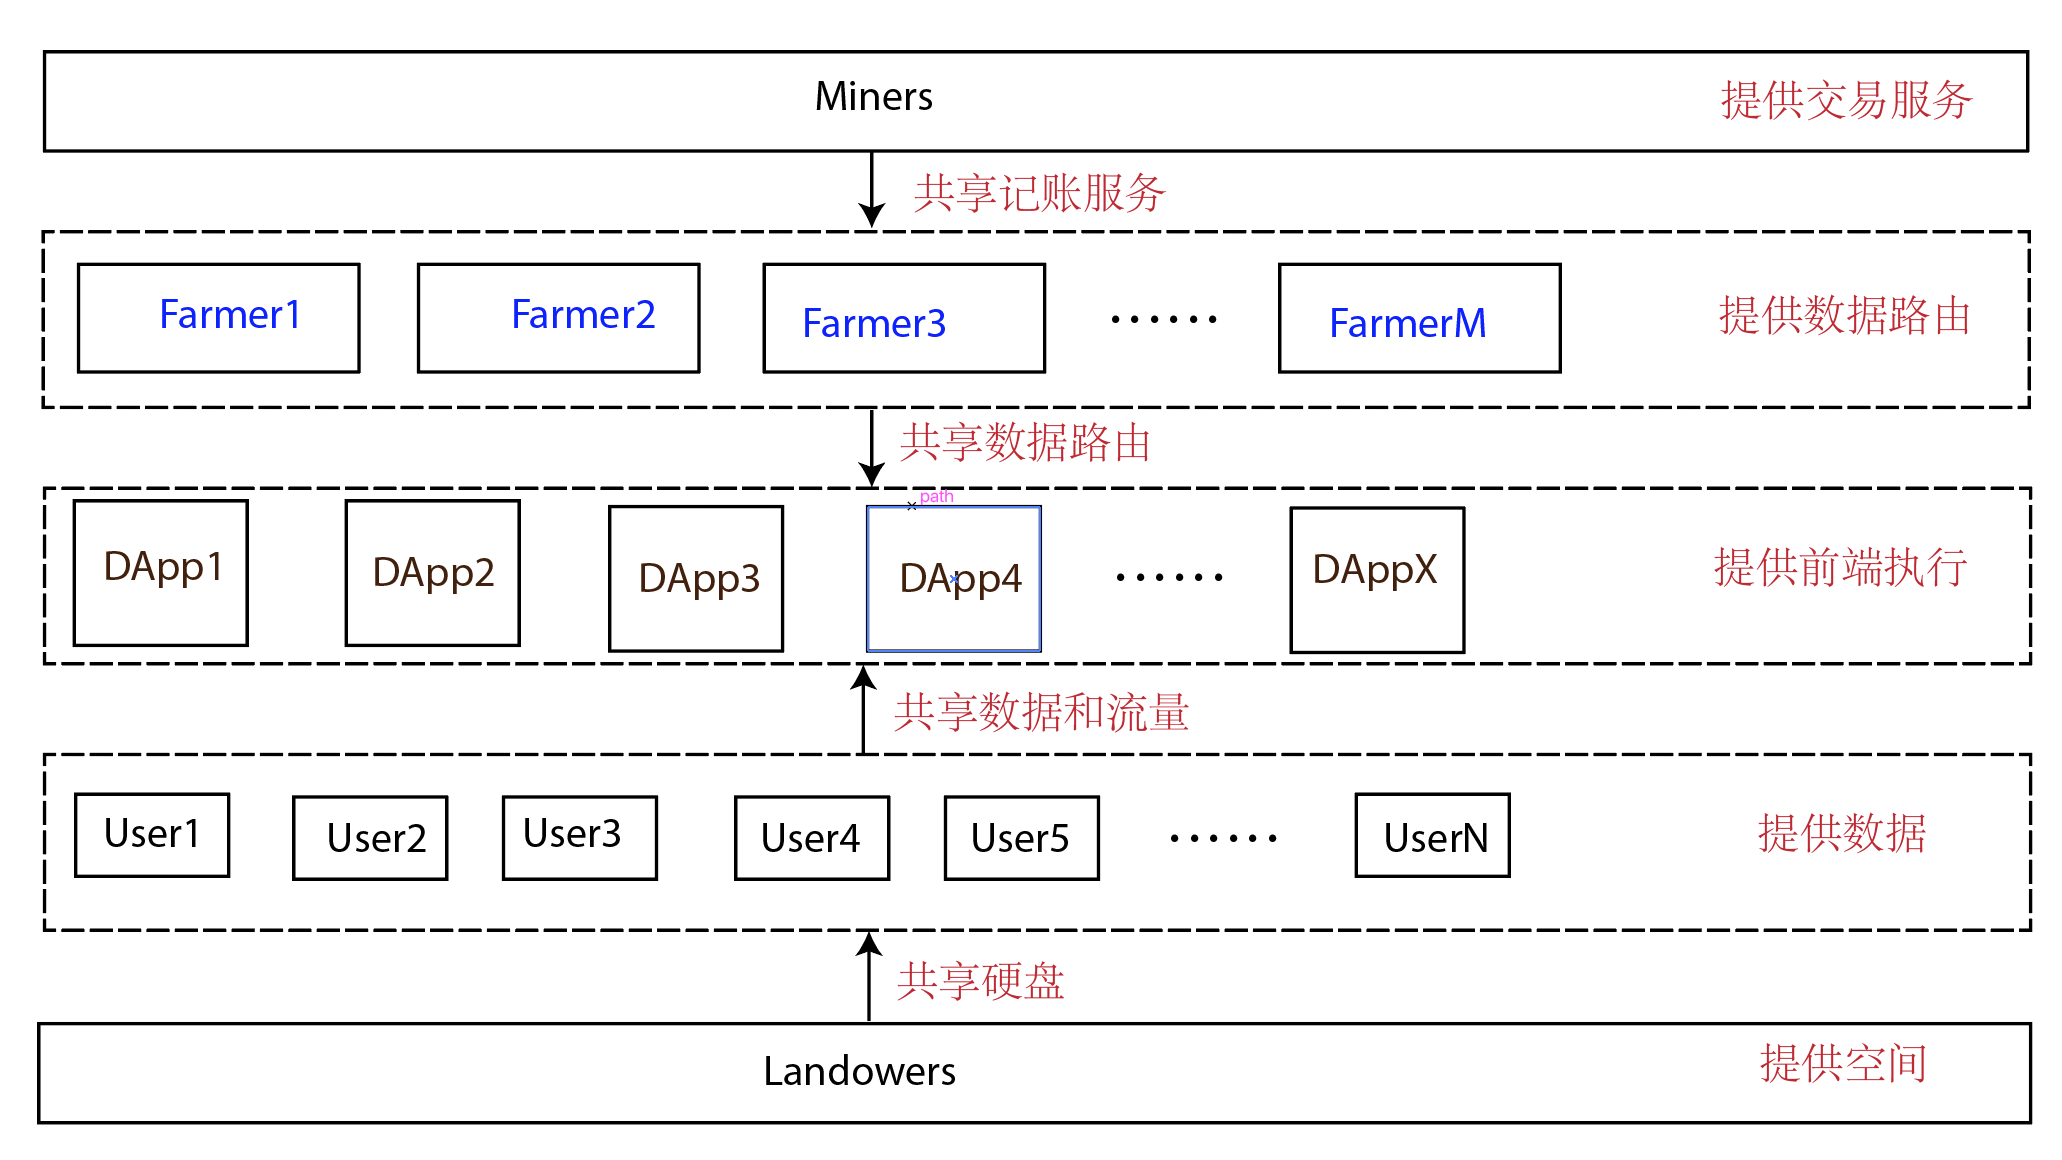 Miners 提供交易服务
共享记账服务
Farmer1 Farmer2 Farmer3 ······ FarmerM 提供数据路由
共享数据路由
path
DApp1 DApp2 DApp3 DApp4 ······ DAppX 提供前端执行
共享数据和流量
User1 User2 User3 User4 User5 ······ UserN 提供数据
共享硬盘
Landowers 提供空间